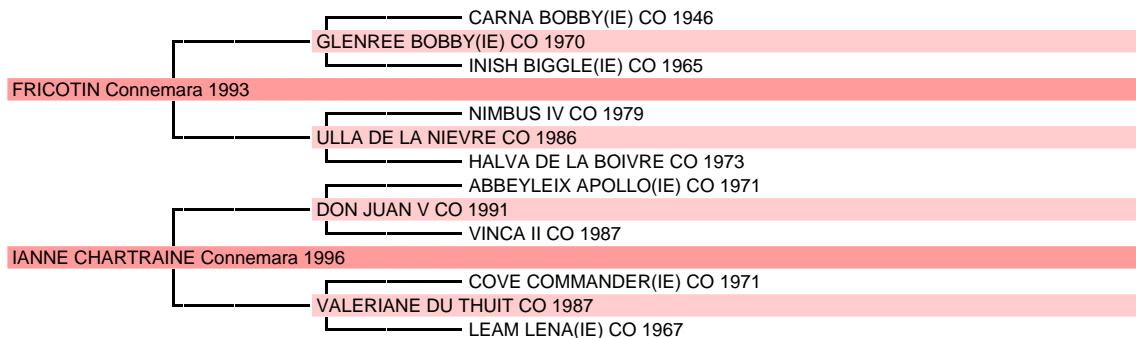 CARNA BOBBY(IE) CO 1946
GLENREE BOBBY(IE) CO 1970
INISH BIGGLE(IE) CO 1965
FRICOTIN Connemara 1993
NIMBUS IV CO 1979
ULLA DE LA NIEVRE CO 1986
HALVA DE LA BOIVRE CO 1973
ABBEYLEIX APOLLO(IE) CO 1971
DON JUAN V CO 1991
VINCA II CO 1987
IANNE CHARTRAINE Connemara 1996
COVE COMMANDER(IE) CO 1971
VALERIANE DU THUIT CO 1987
LEAM LENA(IE) CO 1967